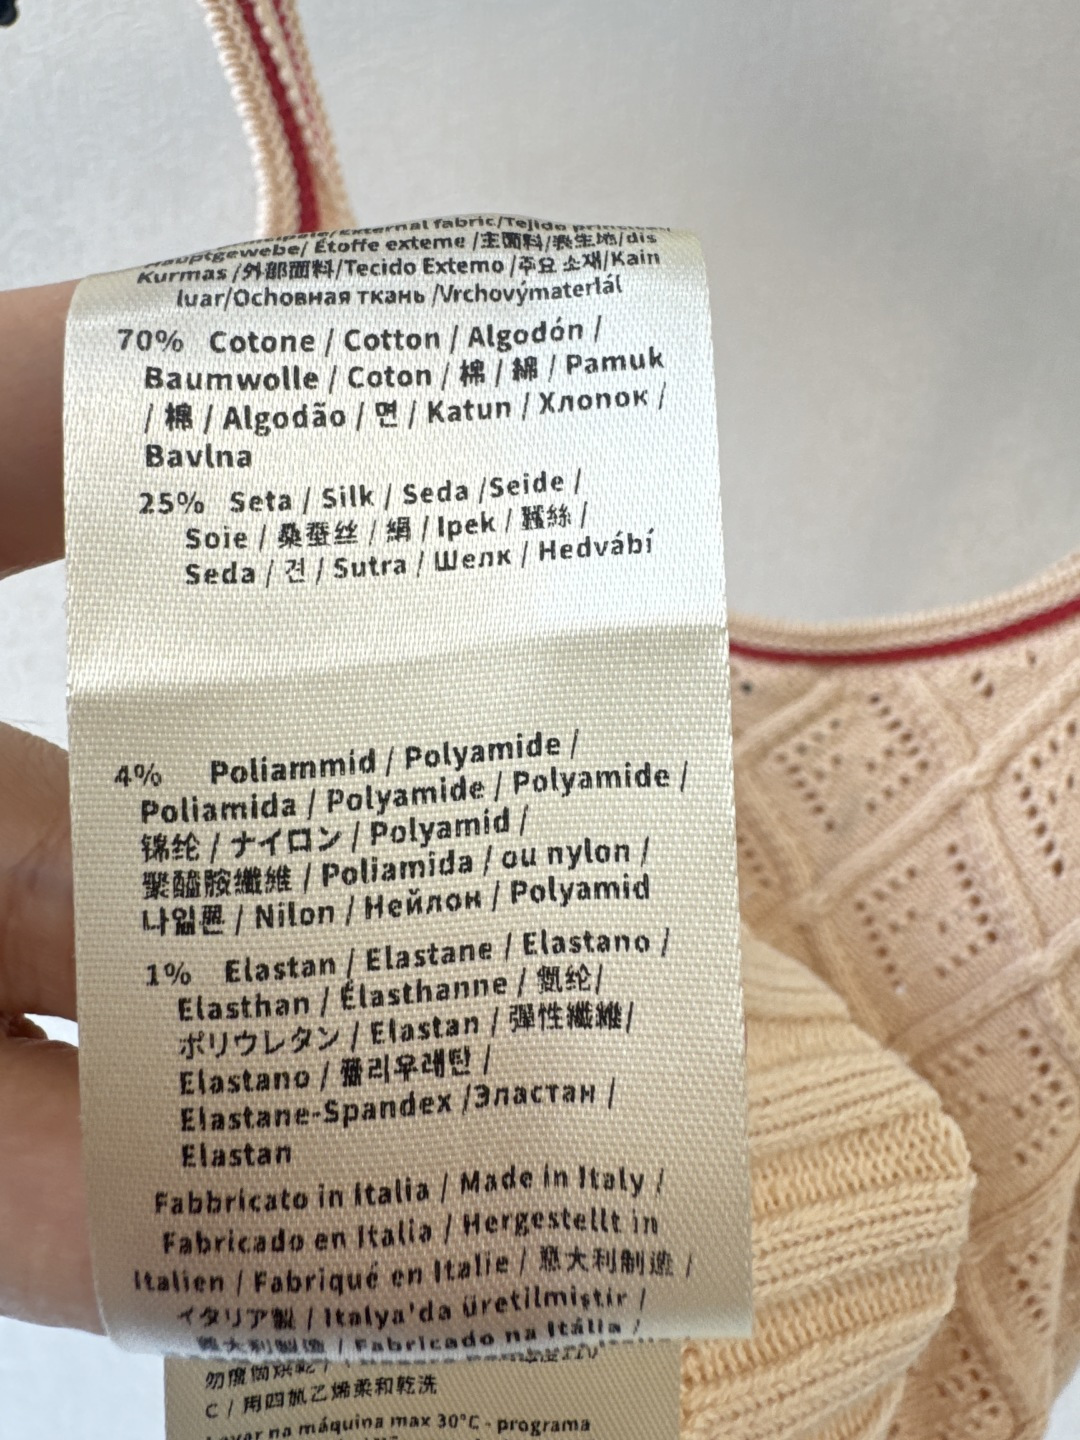 /External fabric/Tejido
Hauptgewebe/ Étoffe exteme /主面料/表生地/dis
Kurmas /外部面料/Tecido Extemo /주요 소재/Kain
luar/Основная ткань /Vrchovýmaterlál
70% Cotone / Cotton / Algodón /
Baumwolle / Coton / 棉 / 綿 / Pamuk
/ 棉 / Algodão / 면 / Katun / Хлопок /
Bavlna
25% Seta / Silk / Seda /Seide /
Soie / 桑蚕丝 / 絹 / Ipek / 蠶絲 /
Seda / 견 / Sutra / Шелк / Hedvábí
4% Poliammid / Polyamide /
Poliamida / Polyamide / Polyamide /
锦纶 / ナイロン / Polyamid /
聚醯胺纖維 / Poliamida / ou nylon /
나일론 / Nilon / Нейлон / Polyamid
1% Elastan / Elastane / Elastano /
Elasthan / Élasthanne / 氨纶/
ポリウレタン / Elastan / 彈性纖維/
Elastano / 폴리우레탄 /
Elastane-Spandex /Эластан /
Elastan
Fabbricato in Italia / Made in Italy /
Fabricado en Italia / Hergestellt in
Italien / Fabriqué en Italie / 意大利制造 /
イタリア製 / Italya'da üretilmiştir /
義大利制造 / Fabricado na Itália /
勿
C / 用四氯乙烯柔和乾洗
Lavar na máquina max 30°C - programa